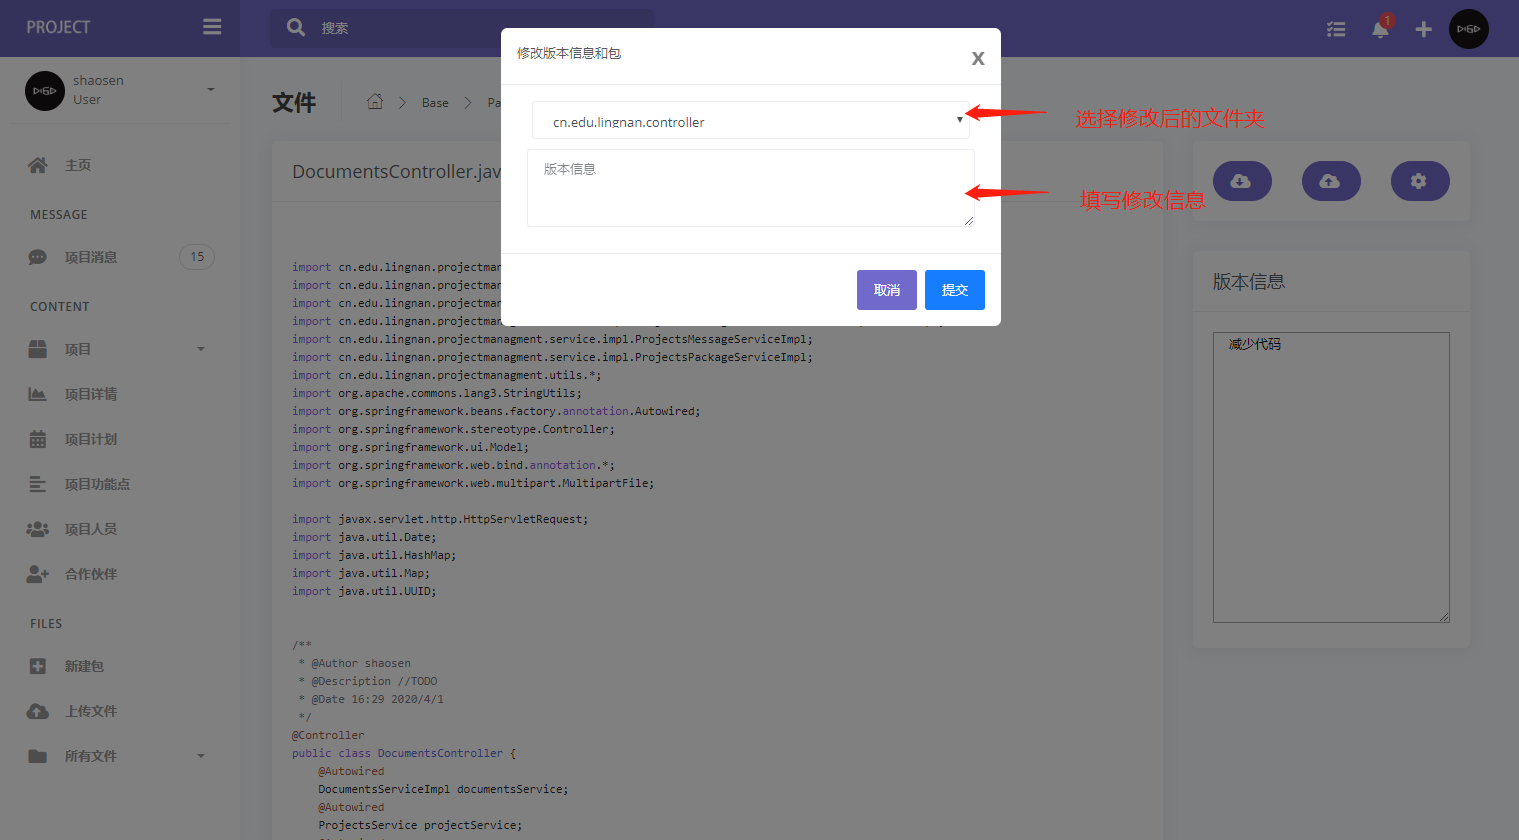 PROJECT
搜索
1
shaosen
User
主页
MESSAGE
项目消息
15
CONTENT
项目
项目详情
项目计划
项目功能点
项目人员
合作伙伴
FILES
新建包
上传文件
所有文件
文件
Base
Pa
修改版本信息和包
X
cn.edu.lingnan.controller
版本信息
取消
提交
选择修改后的文件夹
填写修改信息
DocumentsController.jav
import cn.edu.lingnan.projectman
import cn.edu.lingnan.projectman
import cn.edu.lingnan.projectman
import cn.edu.lingnan.projectmanag
import cn.edu.lingnan.projectmanagment.service.impl.ProjectsMessageServiceImpl;
import cn.edu.lingnan.projectmanagment.service.impl.ProjectsPackageServiceImpl;
import cn.edu.lingnan.projectmanagment.utils.*;
import org.apache.commons.lang3.StringUtils;
import org.springframework.beans.factory.annotation.Autowired;
import org.springframework.stereotype.Controller;
import org.springframework.ui.Model;
import org.springframework.web.bind.annotation.*;
import org.springframework.web.multipart.MultipartFile;
import javax.servlet.http.HttpServletRequest;
import java.util.Date;
import java.util.HashMap;
import java.util.Map;
import java.util.UUID;
/**
* @Author shaosen
* @Description //TODO
* @Date 16:29 2020/4/1
*/
@Controller
public class DocumentsController {
@Autowired
DocumentsServiceImpl documentsService;
@Autowired
ProjectsService projectService;
版本信息
减少代码